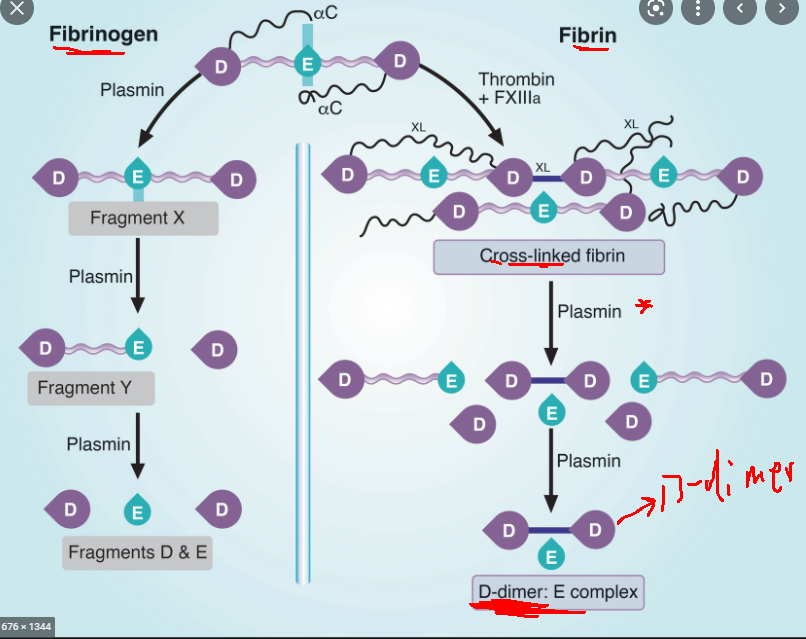 Fibrinogen
αC
Fibrin
D
E
D
Plasmin
αC
Thrombin
+ FXIIIa
XL
XL
D
E
D
D
E
D
XL
D
E
D
E
D
Fragment X
Cross-linked fibrin
Plasmin
Plasmin
D
E
D
D
E
D
D
E
D
E
D
D
Fragment Y
Plasmin
Plasmin
D-dimer
D
E
D
D
D
E
Fragments D & E
D-dimer: E complex
676 × 1344